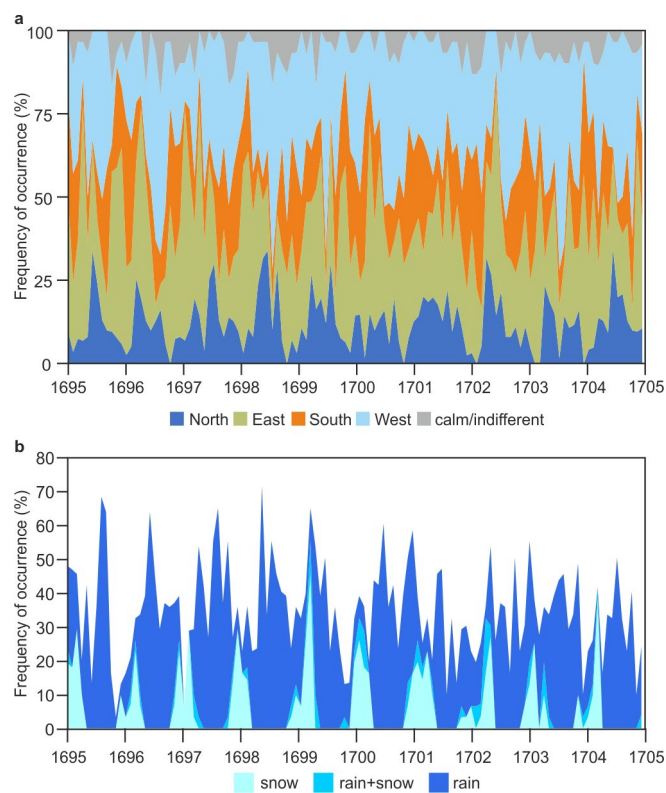 a
Frequency of occurrence (%)
100
75
50
25
0
1695 1696 1697 1698 1699 1700 1701 1702 1703 1704 1705
North East South West calm/indifferent
b
Frequency of occurrence (%)
80
70
60
50
40
30
20
10
0
1695 1696 1697 1698 1699 1700 1701 1702 1703 1704 1705
snow rain+snow rain